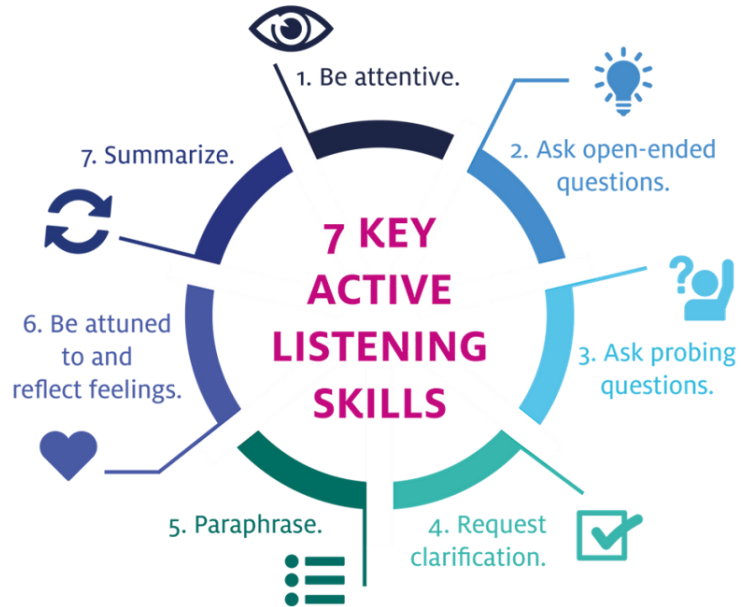 7 KEY
ACTIVE
LISTENING
SKILLS
1. Be attentive.
2. Ask open-ended
questions.
3. Ask probing
questions.
4. Request
clarification.
5. Paraphrase.
6. Be attuned
to and
reflect feelings.
7. Summarize.
?